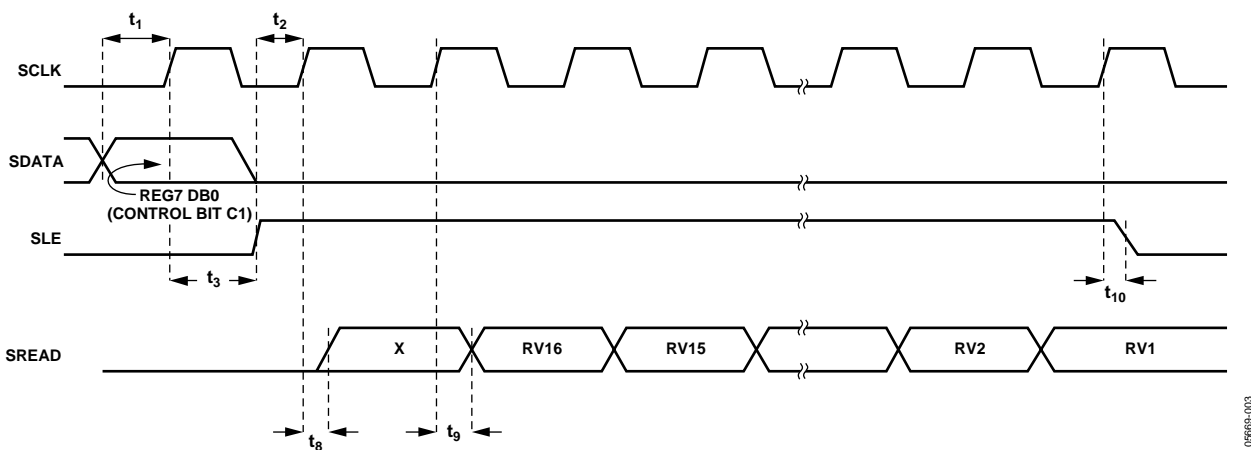 t1
t2
SCLK
SDATA
REG7 DB0
(CONTROL BIT C1)
SLE
t3
t10
SREAD
X
RV16
RV15
RV2
RV1
t8
t9
05669-003